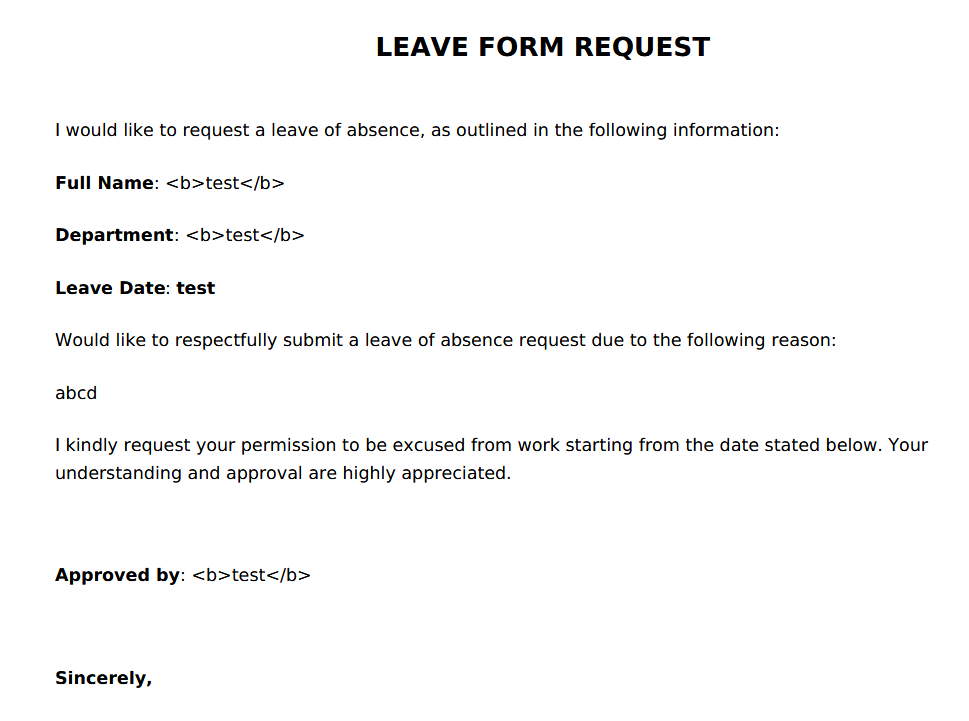 LEAVE FORM REQUEST
I would like to request a leave of absence, as outlined in the following information:
Full Name: <b>test</b>
Department: <b>test</b>
Leave Date: test
Would like to respectfully submit a leave of absence request due to the following reason:
abcd
I kindly request your permission to be excused from work starting from the date stated below. Your
understanding and approval are highly appreciated.
Approved by: <b>test</b>
Sincerely,